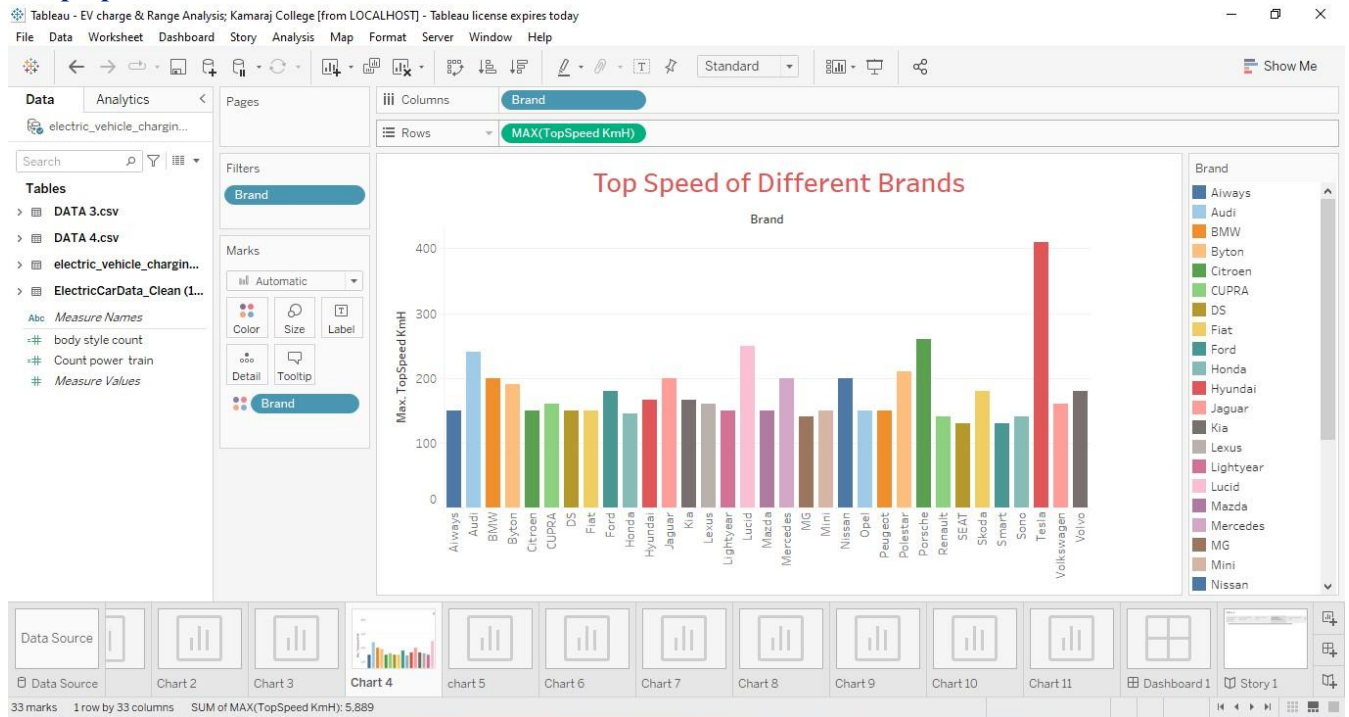 Tableau - EV charge & Range Analysis; Kamaraj College [from LOCALHOST] - Tableau license expires today
File Data Worksheet Dashboard Story Analysis Map Format Server Window Help
Standard
Show Me
Data Analytics
electric_vehicle_chargin...
Search
Tables
DATA 3.csv
DATA 4.csv
electric_vehicle_chargin...
ElectricCarData_Clean (1...
Abc Measure Names
=# body style count
=# Count power train
# Measure Values
Pages
Filters
Brand
Marks
Automatic
Color Size Label
Detail Tooltip
Brand
Columns Brand
Rows MAX(TopSpeed KmH)
Top Speed of Different Brands
Brand
Max. TopSpeed KmH
400
300
200
100
0
Aiways
Audi
BMW
Byton
Citroen
CUPRA
DS
Fiat
Ford
Honda
Hyundai
Jaguar
Kia
Lexus
Lightyear
Lucid
Mazda
Mercedes
MG
Mini
Nissan
Opel
Peugeot
Polestar
Porsche
Renault
SEAT
Skoda
Smart
Sono
Tesla
Volkswagen
Volvo
Brand
Aiways
Audi
BMW
Byton
Citroen
CUPRA
DS
Fiat
Ford
Honda
Hyundai
Jaguar
Kia
Lexus
Lightyear
Lucid
Mazda
Mercedes
MG
Mini
Nissan
Data Source
Data Source Chart 2 Chart 3 Chart 4 chart 5 Chart 6 Chart 7 Chart 8 Chart 9 Chart 10 Chart 11 Dashboard 1 Story 1
33 marks 1 row by 33 columns SUM of MAX(TopSpeed KmH): 5,889